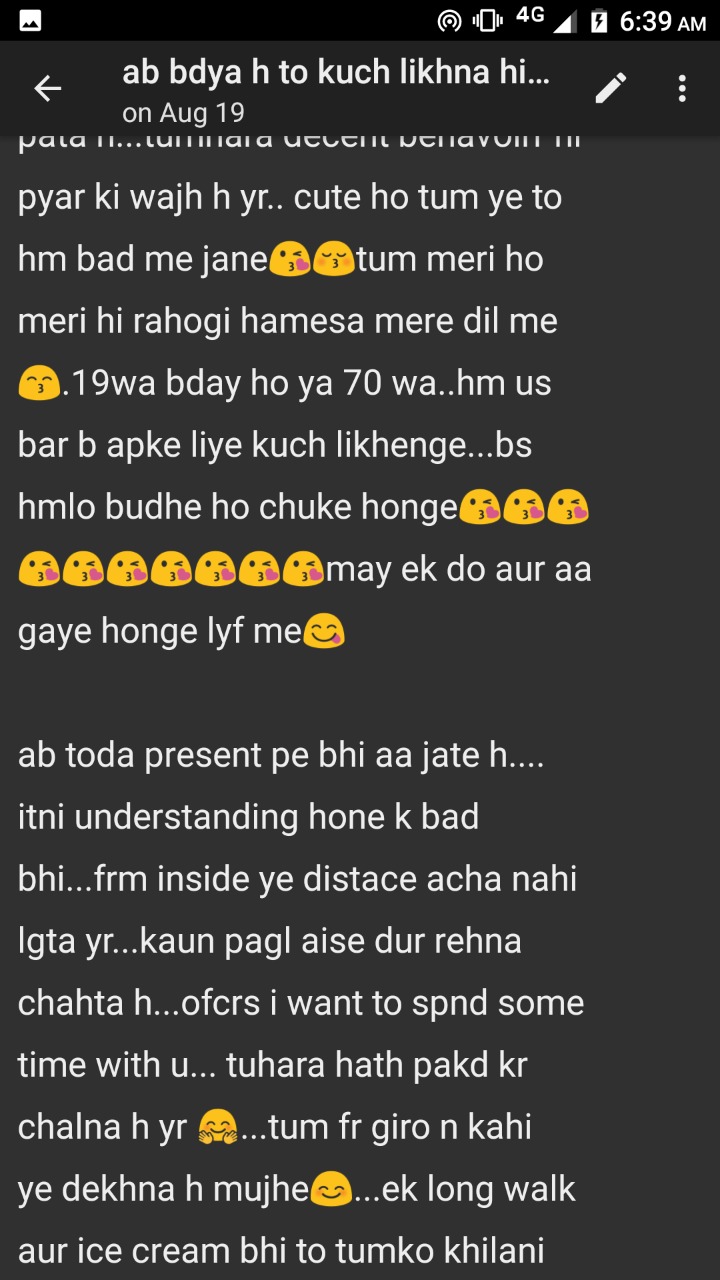 4G 6:39 AM
ab bdya h to kuch likhna hi...
on Aug 19
pata h...tumhara decent behavoir hi
pyar ki wajh h yr.. cute ho tum ye to
hm bad me jane😘😚tum meri ho
meri hi rahogi hamesa mere dil me
😙.19wa bday ho ya 70 wa..hm us
bar b apke liye kuch likhenge...bs
hmlo budhe ho chuke honge😘😘😘
😘😘😘😘😘😘😘may ek do aur aa
gaye honge lyf me😋
ab toda present pe bhi aa jate h....
itni understanding hone k bad
bhi...frm inside ye distace acha nahi
lgta yr...kaun pagl aise dur rehna
chahta h...ofcrs i want to spnd some
time with u... tuhara hath pakd kr
chalna h yr 🤗...tum fr giro n kahi
ye dekhna h mujhe😊...ek long walk
aur ice cream bhi to tumko khilani